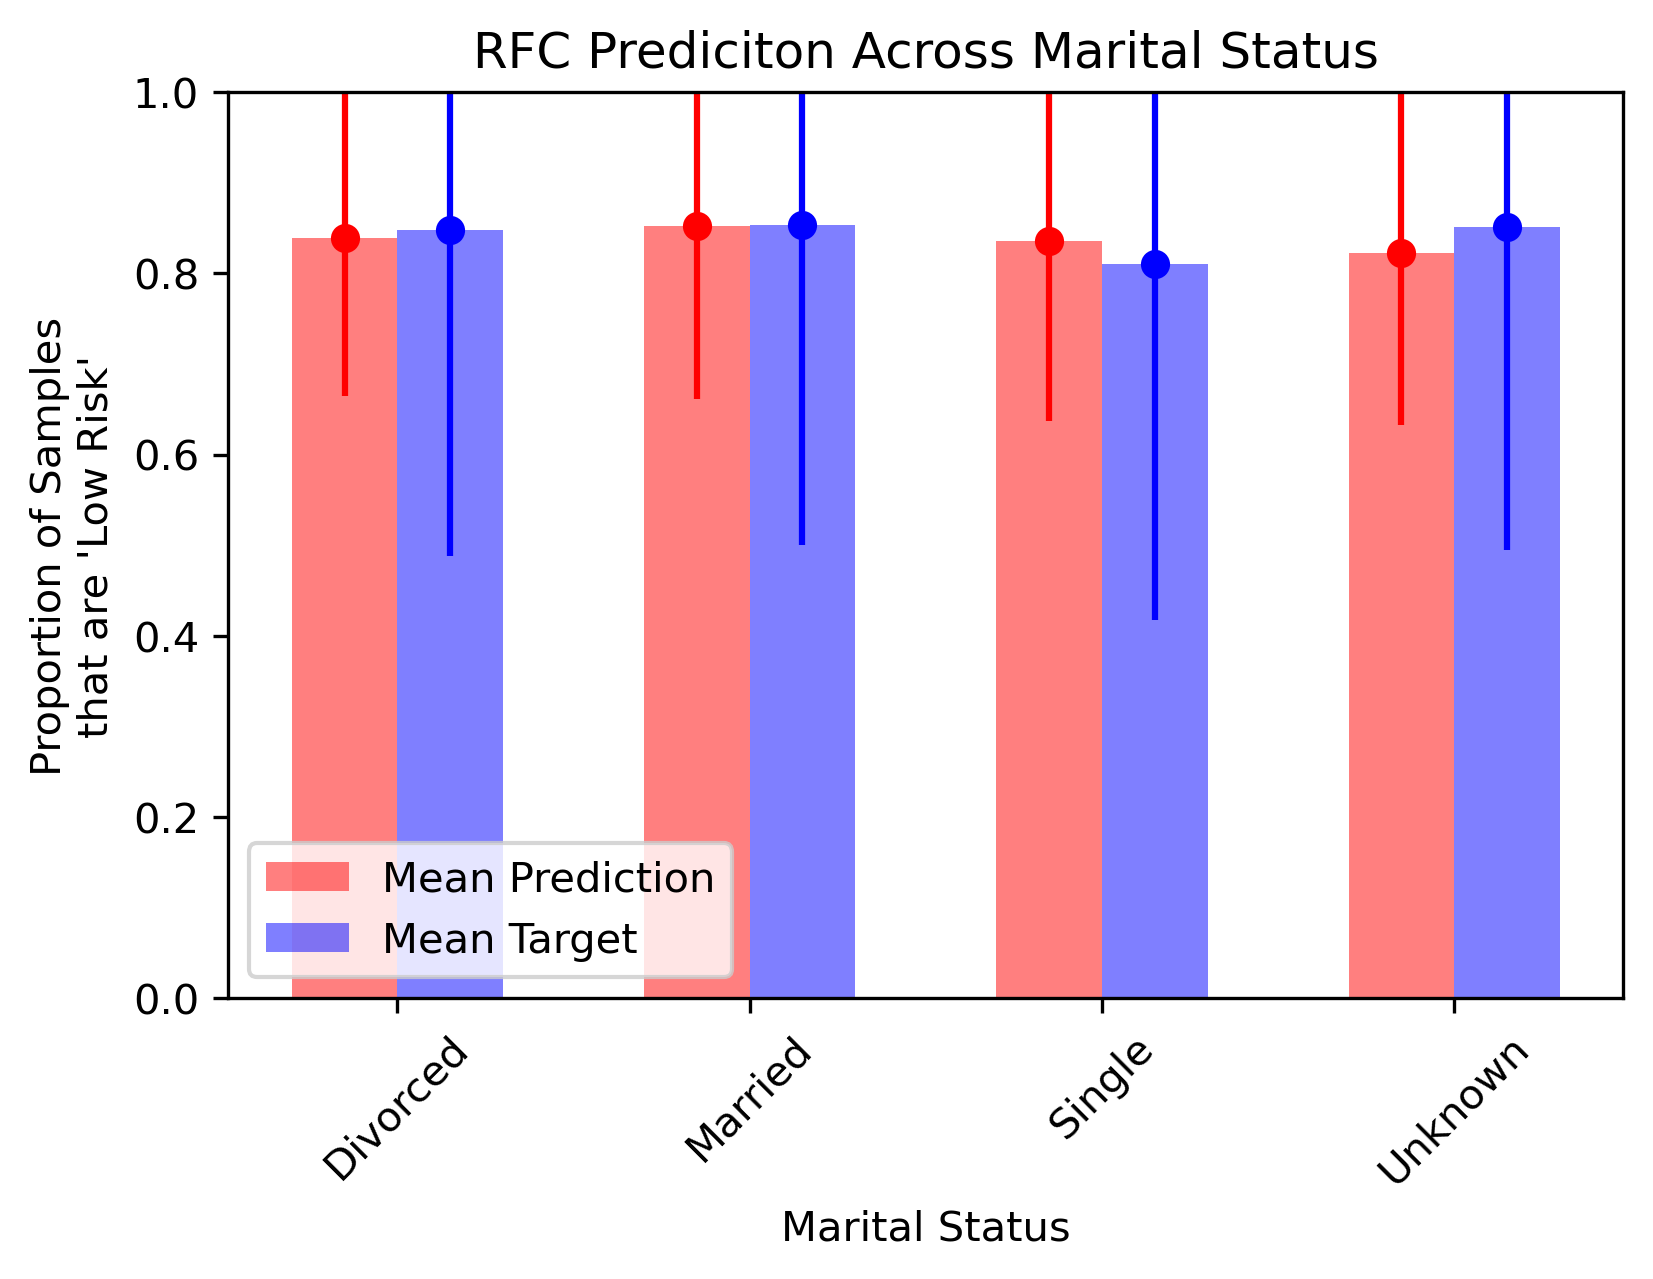 RFC Prediciton Across Marital Status
1.0
0.8
0.6
0.4
0.2
0.0
Proportion of Samples
that are 'Low Risk'
Mean Prediction
Mean Target
Divorced
Married
Single
Unknown
Marital Status